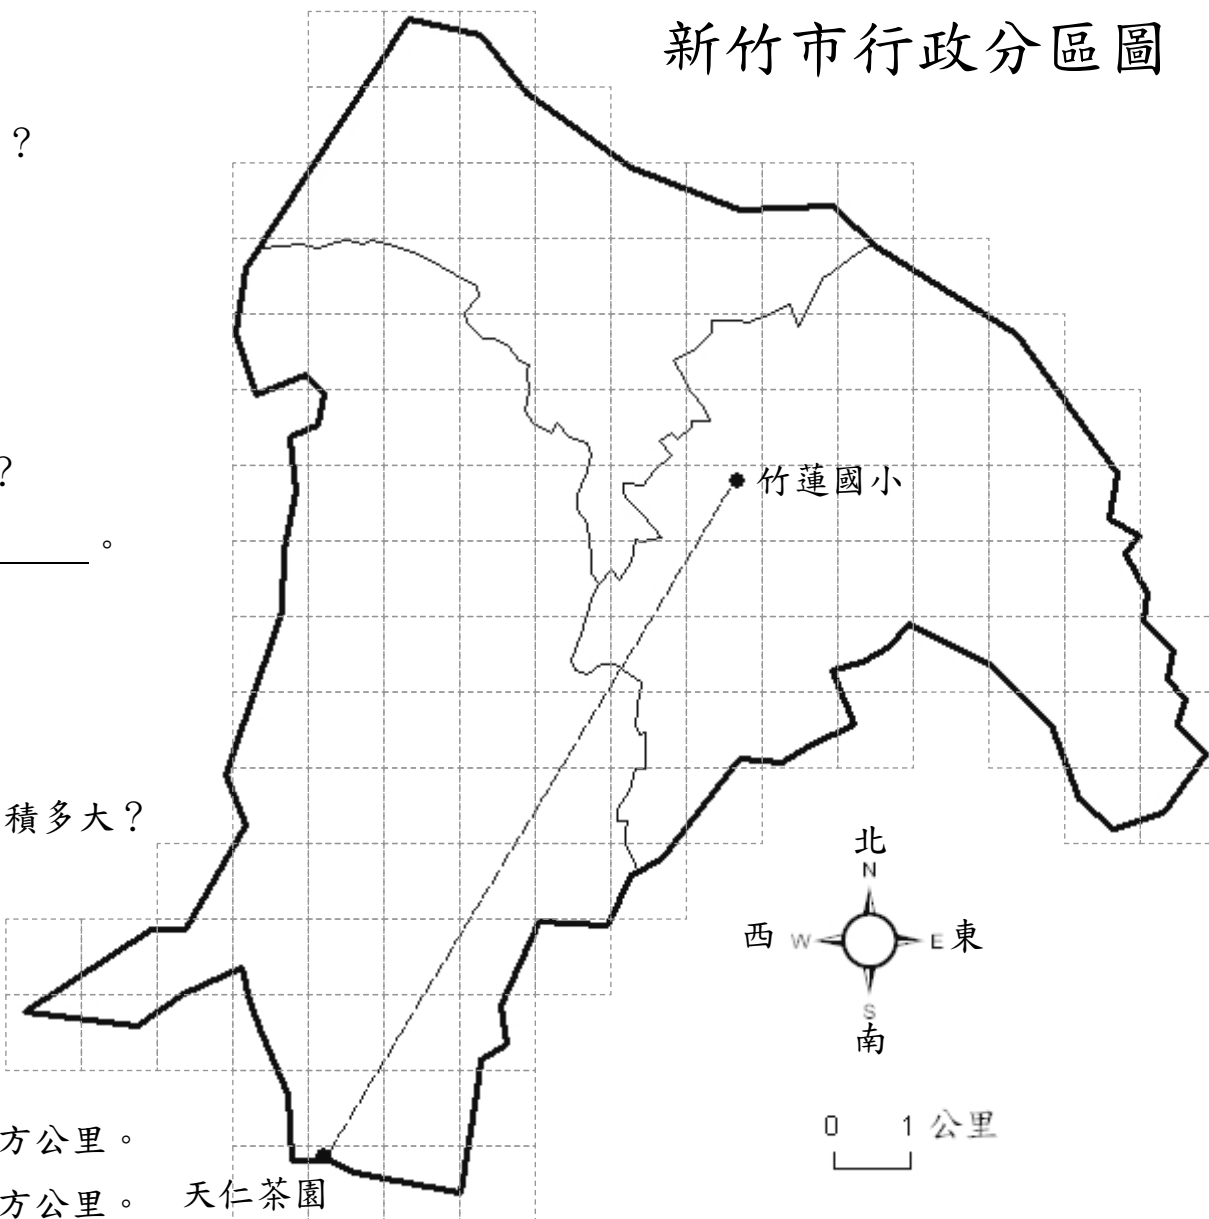 新竹市行政分區圖
？
？
。
竹蓮國小
積多大？
北
N
西 W E 東
S
南
0 1 公里
方公里。
方公里。
天仁茶園